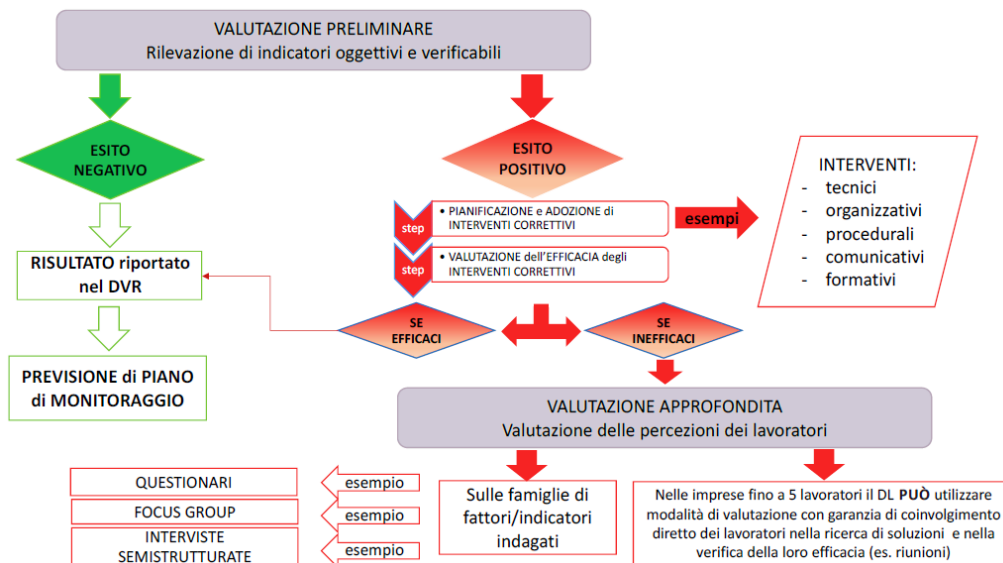 VALUTAZIONE PRELIMINARE
Rilevazione di indicatori oggettivi e verificabili
ESITO
NEGATIVO
ESITO
POSITIVO
INTERVENTI:
- tecnici
- organizzativi
- procedurali
- comunicativi
- formativi
step
• PIANIFICAZIONE e ADOZIONE di
INTERVENTI CORRETTIVI
esempi
step
• VALUTAZIONE dell'EFFICACIA degli
INTERVENTI CORRETTIVI
RISULTATO riportato
nel DVR
SE
EFFICACI
SE
INEFFICACI
PREVISIONE di PIANO
di MONITORAGGIO
VALUTAZIONE APPROFONDITA
Valutazione delle percezioni dei lavoratori
QUESTIONARI
esempio
FOCUS GROUP
esempio
INTERVISTE
SEMISTRUTTURATE
esempio
Sulle famiglie di
fattori/indicatori
indagati
Nelle imprese fino a 5 lavoratori il DL PUÒ utilizzare
modalità di valutazione con garanzia di coinvolgimento
diretto dei lavoratori nella ricerca di soluzioni e nella
verifica della loro efficacia (es. riunioni)